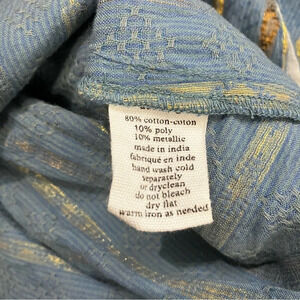 80% cotton-coton
10% poly
10% metallic
made in india
fabriqué en inde
hand wash cold
separately
or dryclean
do not bleach
dry flat
warm iron as needed